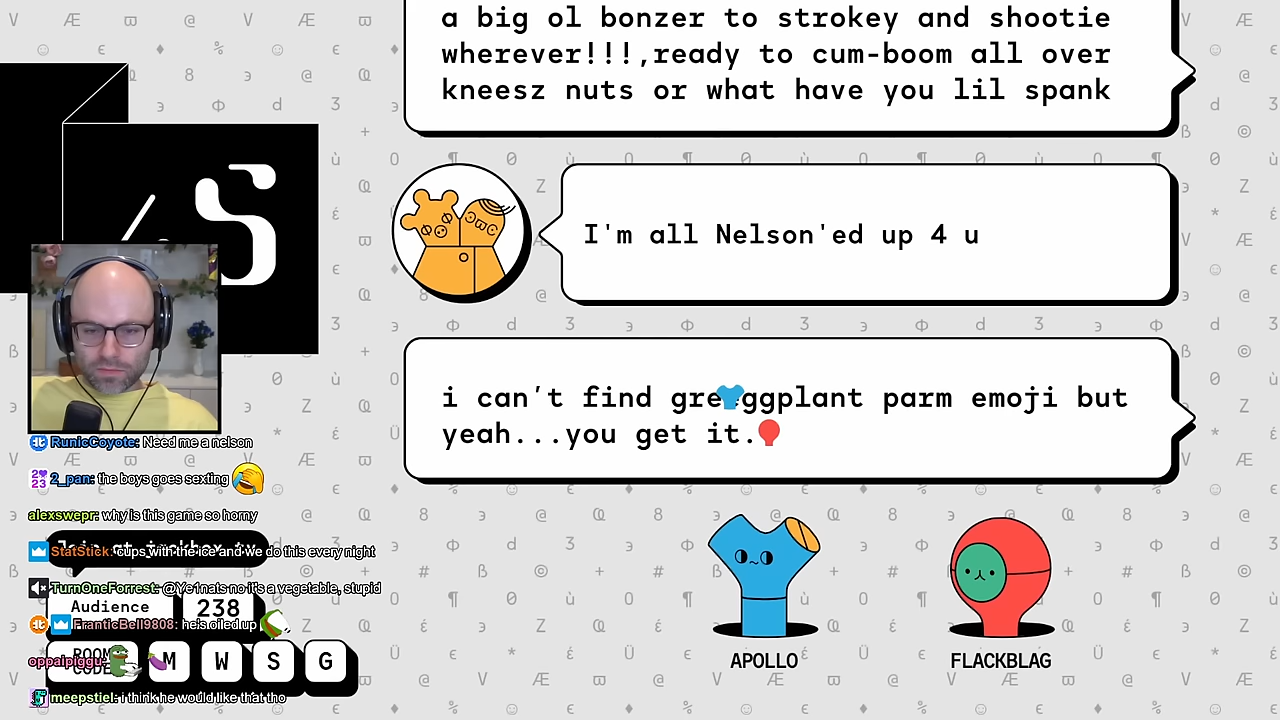 a big ol bonzer to strokey and shootie
wherever!!!,ready to cum-boom all over
kneesz nuts or what have you lil spank
I'm all Nelson'ed up 4 u
i can't find greeggplant parm emoji but
yeah...you get it.
APOLLO
FLACKBLAG
RunicCoyote: Need me a nelson
2_pan: the boys goes sexting
alexswepr: why is this game so horny
StatStick: cups with the ice and we do this every night
TurnOneForrest: @Ye1nats no it's a vegetable, stupid
Audience 238
FranticBell9808: he's oiled up
oppaipiggu:
ROOM CODE
M W S G
meepstiel: i think he would like that tho